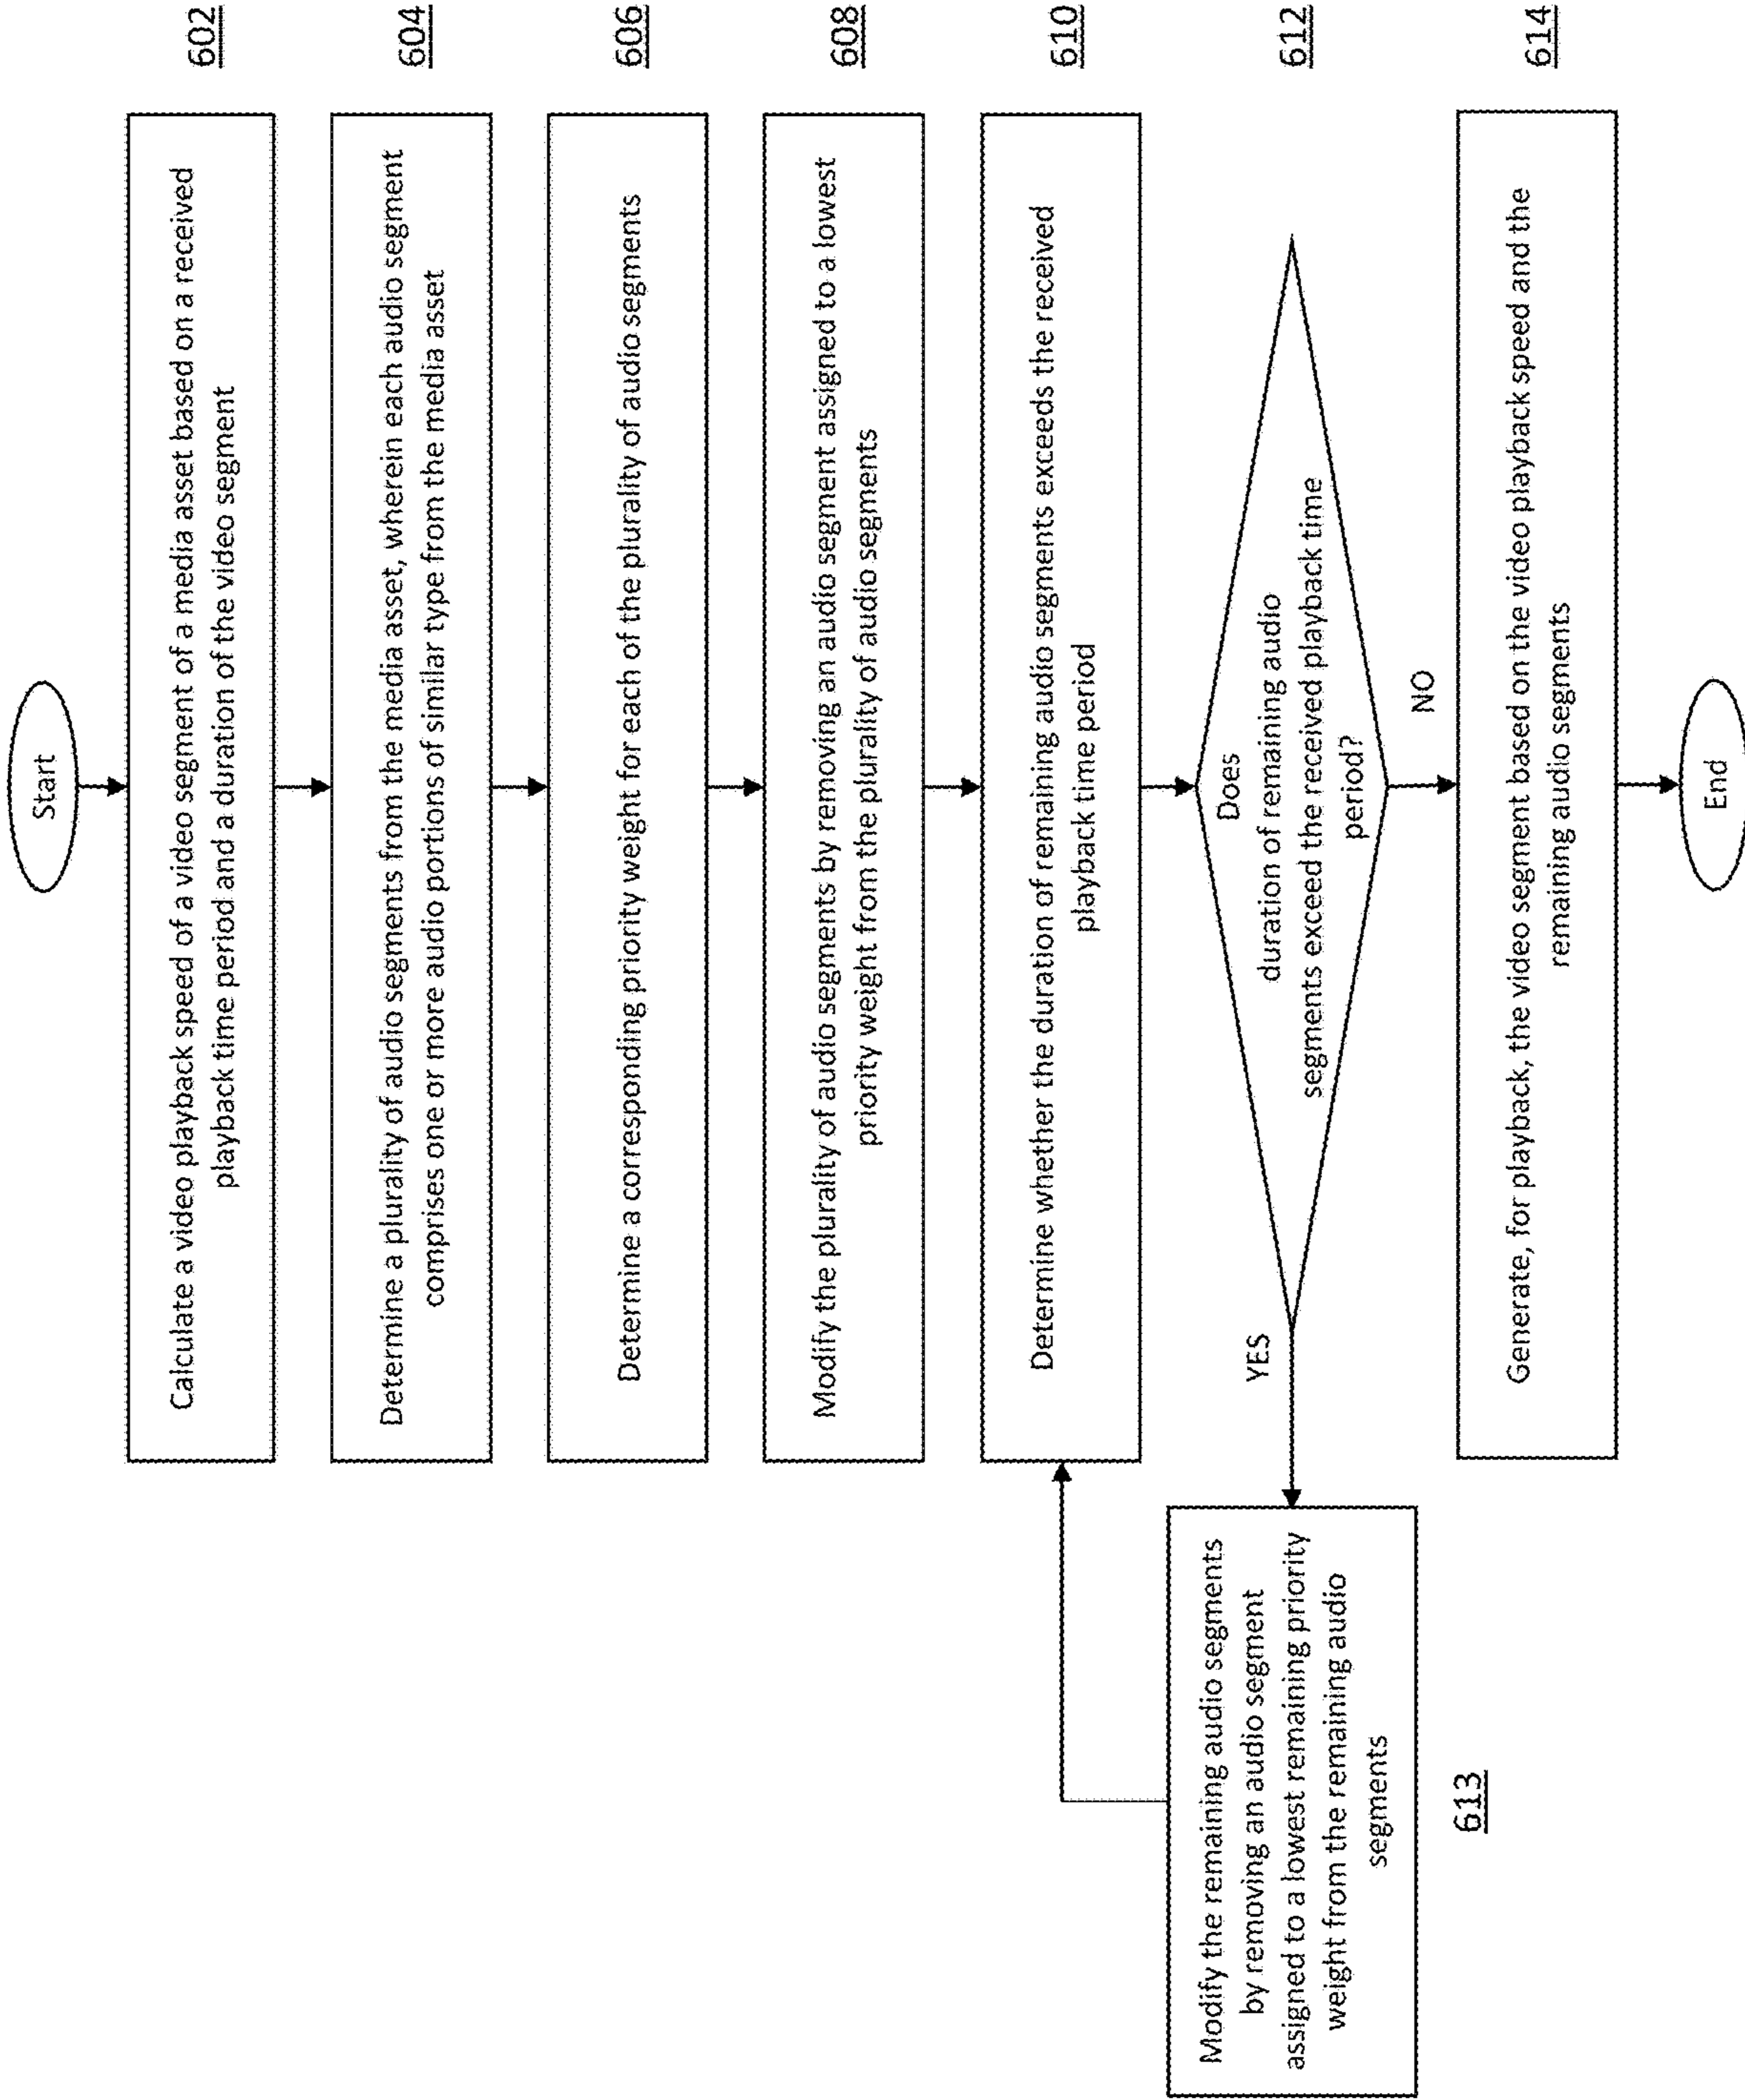 Start
Calculate a video playback speed of a video segment of a media asset based on a received
playback time period and a duration of the video segment
602
Determine a plurality of audio segments from the media asset, wherein each audio segment
comprises one or more audio portions of similar type from the media asset
604
Determine a corresponding priority weight for each of the plurality of audio segments
606
Modify the plurality of audio segments by removing an audio segment assigned to a lowest
priority weight from the plurality of audio segments
608
Determine whether the duration of remaining audio segments exceeds the received
playback time period
610
Does
duration of remaining audio
segments exceed the received playback time
period?
612
YES
NO
Modify the remaining audio segments
by removing an audio segment
assigned to a lowest remaining priority
weight from the remaining audio
segments
613
Generate, for playback, the video segment based on the video playback speed and the
remaining audio segments
614
End